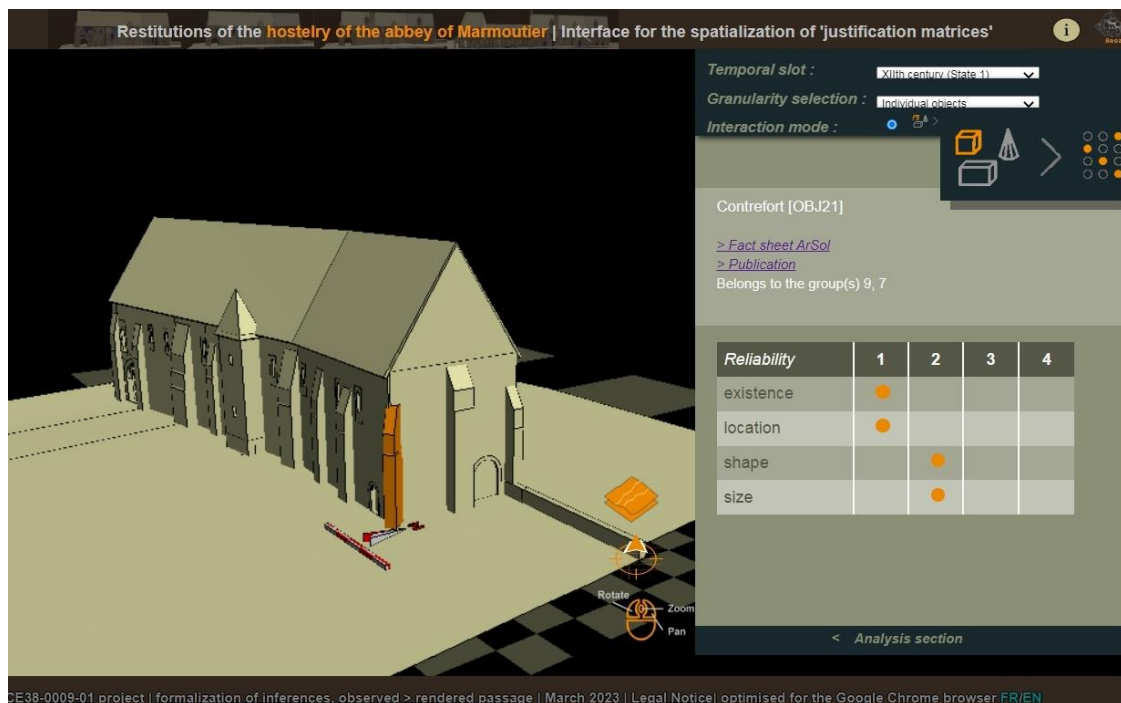 Restitutions of the hostelry of the abbey of Marmoutier | Interface for the spatialization of 'justification matrices'
i
Temporal slot :
XIIth century (State 1)
Granularity selection :
Individual objects
Interaction mode :
Contrefort [OBJ21]
> Fact sheet ArSol
> Publication
Belongs to the group(s) 9, 7
Reliability 1 2 3 4
existence
location
shape
size
Rotate
Zoom
Pan
< Analysis section
CE38-0009-01 project | formalization of inferences, observed > rendered passage | March 2023 | Legal Notice| optimised for the Google Chrome browser FR/EN